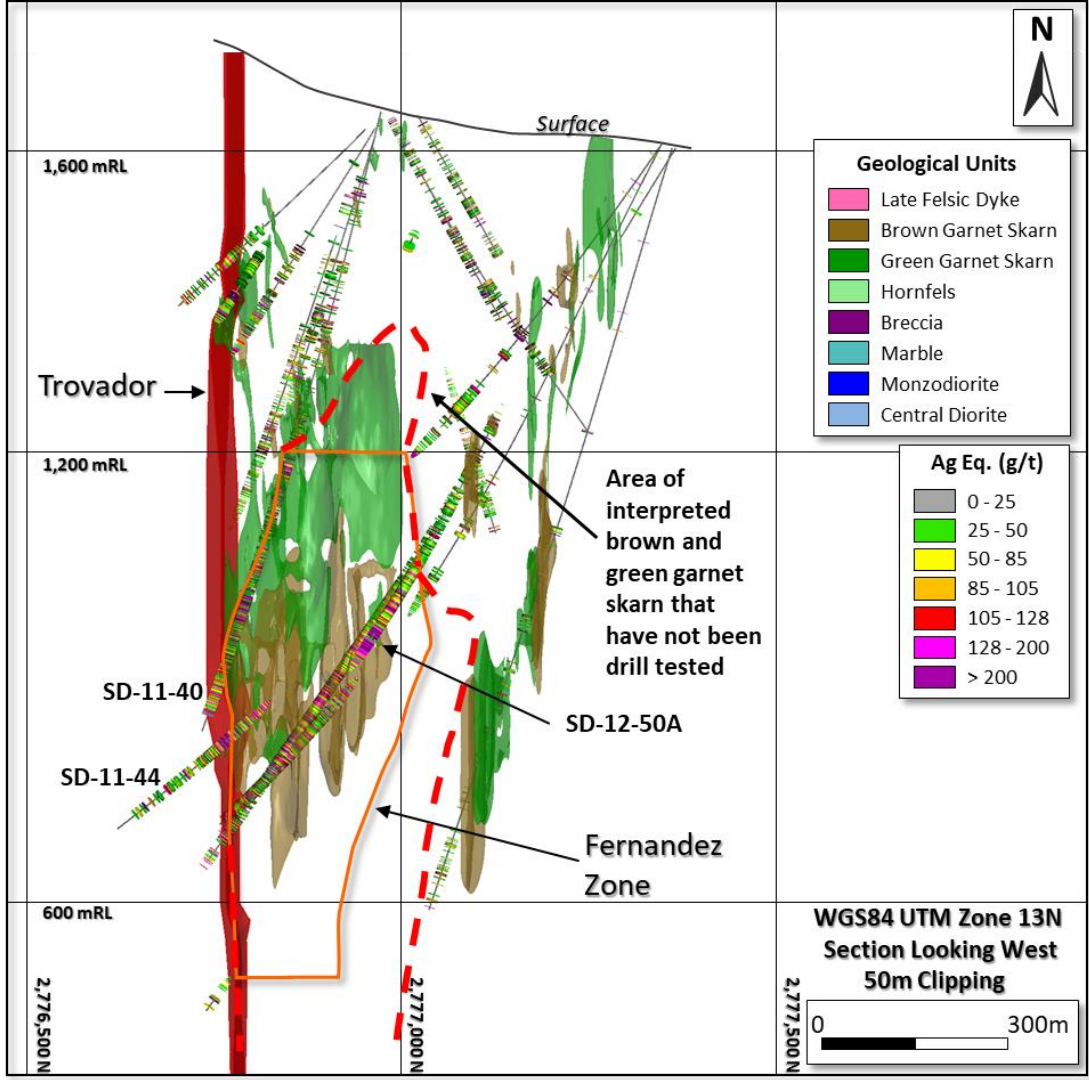 N
Surface
1,600 mRL
Geological Units
Late Felsic Dyke
Brown Garnet Skarn
Green Garnet Skarn
Hornfels
Breccia
Marble
Monzodiorite
Central Diorite
Trovador
1,200 mRL
Area of
interpreted
brown and
green garnet
skarn that
have not been
drill tested
Ag Eq. (g/t)
0 - 25
25 - 50
50 - 85
85 - 105
105 - 128
128 - 200
> 200
SD-11-40
SD-12-50A
SD-11-44
Fernandez
Zone
600 mRL
WGS84 UTM Zone 13N
Section Looking West
50m Clipping
0 300m
2,776,500 N
2,777,000 N
2,777,500 N